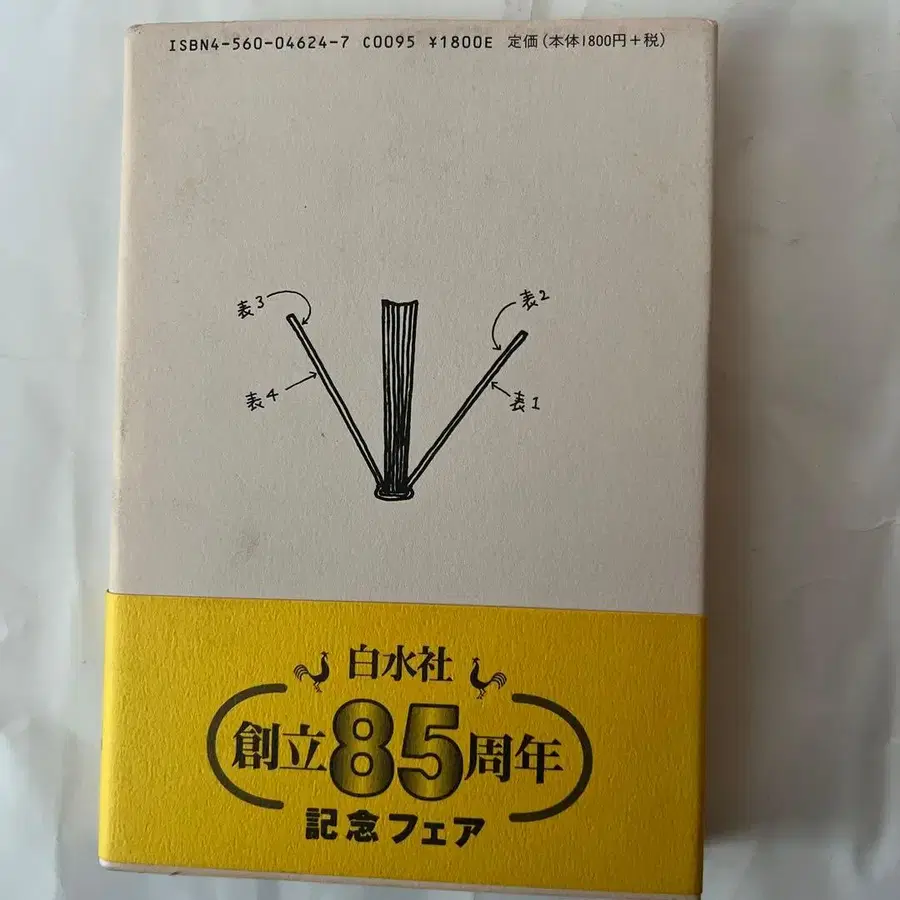 ISBN4-560-04624-7 C0095 ¥1800E 定価(本体1800円+税)
表3
表2
表4
表1
白水社
創立85周年
記念フェア